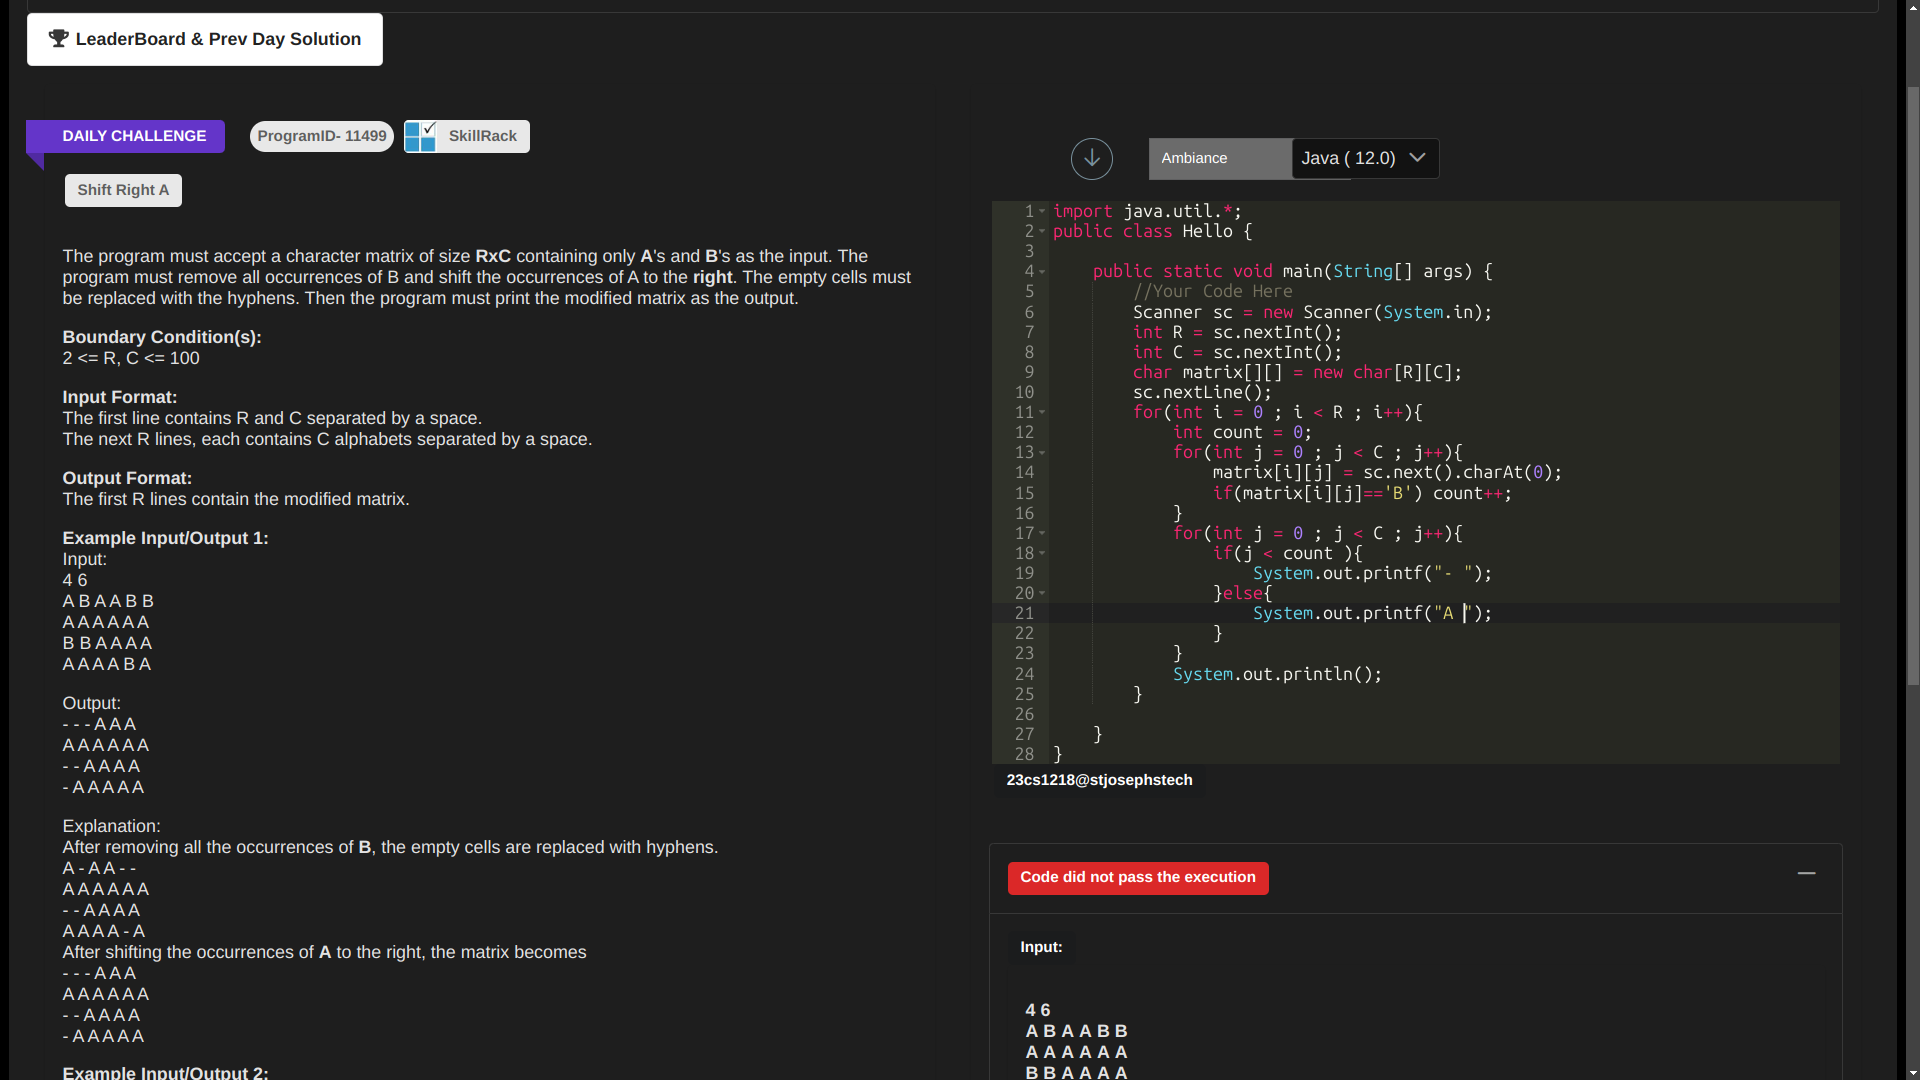 LeaderBoard & Prev Day Solution
DAILY CHALLENGE
ProgramID- 11499
SkillRack
Shift Right A
The program must accept a character matrix of size RxC containing only A's and B's as the input. The
program must remove all occurrences of B and shift the occurrences of A to the right. The empty cells must
be replaced with the hyphens. Then the program must print the modified matrix as the output.
Boundary Condition(s):
2 <= R, C <= 100
Input Format:
The first line contains R and C separated by a space.
The next R lines, each contains C alphabets separated by a space.
Output Format:
The first R lines contain the modified matrix.
Example Input/Output 1:
Input:
4 6
A B A A B B
A A A A A A
B B A A A A
A A A A B A
Output:
- - - A A A
A A A A A A
- - A A A A
- A A A A A
Explanation:
After removing all the occurrences of B, the empty cells are replaced with hyphens.
A - A A - -
A A A A A A
- - A A A A
A A A A - A
After shifting the occurrences of A to the right, the matrix becomes
- - - A A A
A A A A A A
- - A A A A
- A A A A A
Example Input/Output 2:
Ambiance
Java ( 12.0)
1 import java.util.*;
2 public class Hello {
3
4     public static void main(String[] args) {
5         //Your Code Here
6         Scanner sc = new Scanner(System.in);
7         int R = sc.nextInt();
8         int C = sc.nextInt();
9         char matrix[][] = new char[R][C];
10         sc.nextLine();
11         for(int i = 0 ; i < R ; i++){
12             int count = 0;
13             for(int j = 0 ; j < C ; j++){
14                 matrix[i][j] = sc.next().charAt(0);
15                 if(matrix[i][j]=='B') count++;
16             }
17             for(int j = 0 ; j < C ; j++){
18                 if(j < count ){
19                     System.out.printf("- ");
20                 }else{
21                     System.out.printf("A ");
22                 }
23             }
24             System.out.println();
25         }
26
27     }
28 }
23cs1218@stjosephstech
Code did not pass the execution
Input:
4 6
A B A A B B
A A A A A A
B B A A A A